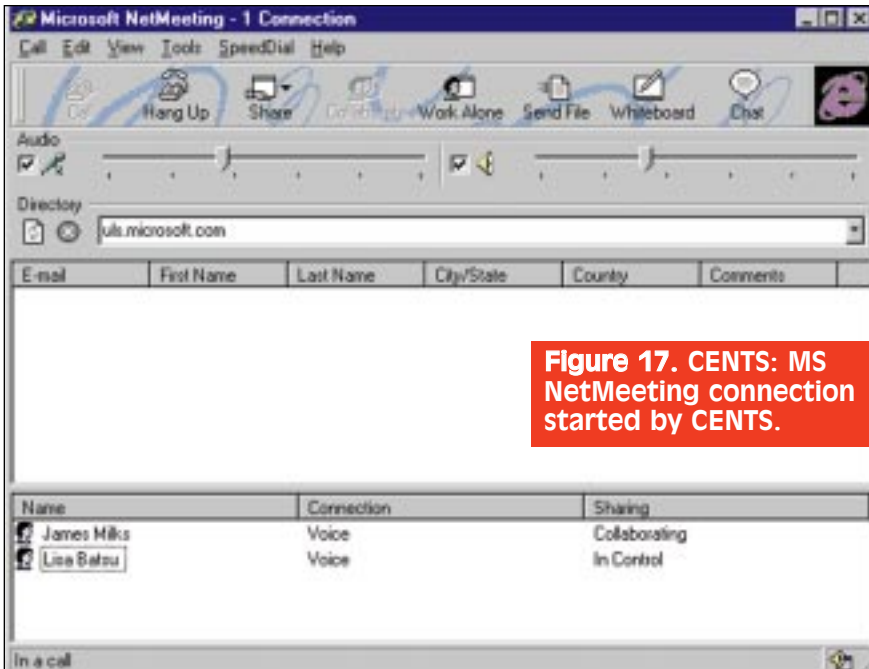 Microsoft NetMeeting - 1 Connection
Call Edit View Tools SpeedDial Help
Call Hang Up Share Collaborate Work Alone Send File Whiteboard Chat
Audio
Directory
uls.microsoft.com
E-mail First Name Last Name City/State Country Comments
Figure 17. CENTS: MS
NetMeeting connection
started by CENTS.
Name Connection Sharing
James Milks Voice Collaborating
Lisa Batsu Voice In Control
In a call